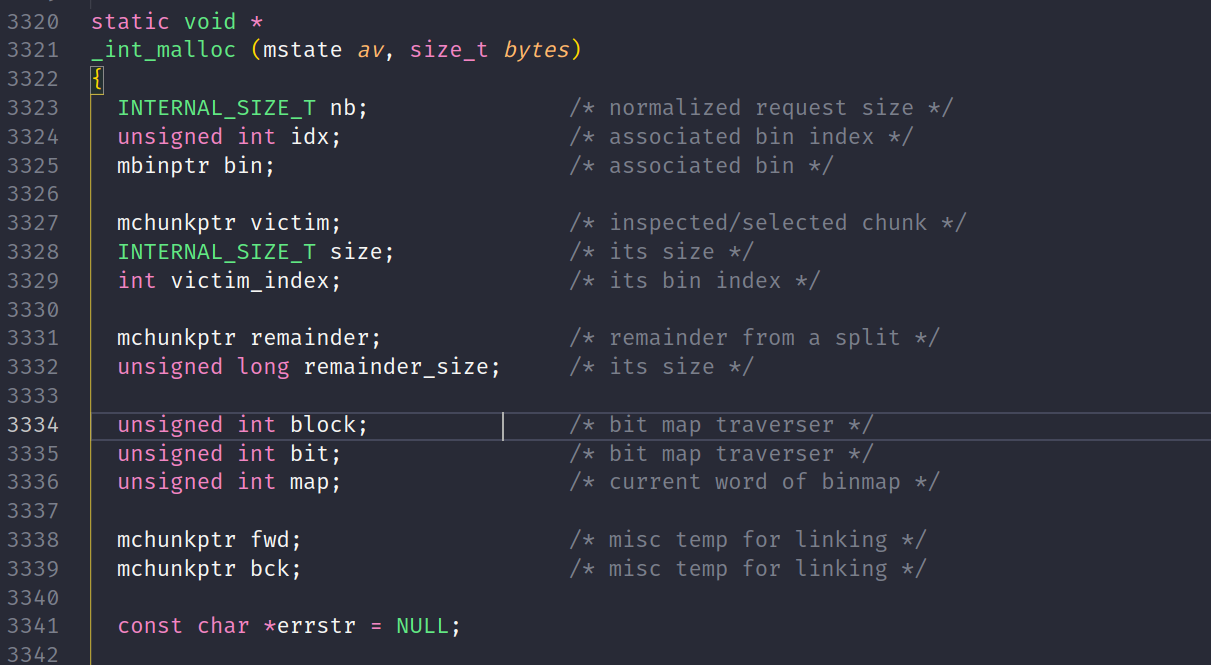 3320 static void *
3321 _int_malloc (mstate av, size_t bytes)
3322 {
3323   INTERNAL_SIZE_T nb;               /* normalized request size */
3324   unsigned int idx;                 /* associated bin index */
3325   mbinptr bin;                      /* associated bin */
3326
3327   mchunkptr victim;                 /* inspected/selected chunk */
3328   INTERNAL_SIZE_T size;             /* its size */
3329   int victim_index;                 /* its bin index */
3330
3331   mchunkptr remainder;              /* remainder from a split */
3332   unsigned long remainder_size;     /* its size */
3333
3334   unsigned int block;               /* bit map traverser */
3335   unsigned int bit;                 /* bit map traverser */
3336   unsigned int map;                 /* current word of binmap */
3337
3338   mchunkptr fwd;                    /* misc temp for linking */
3339   mchunkptr bck;                    /* misc temp for linking */
3340
3341   const char *errstr = NULL;
3342